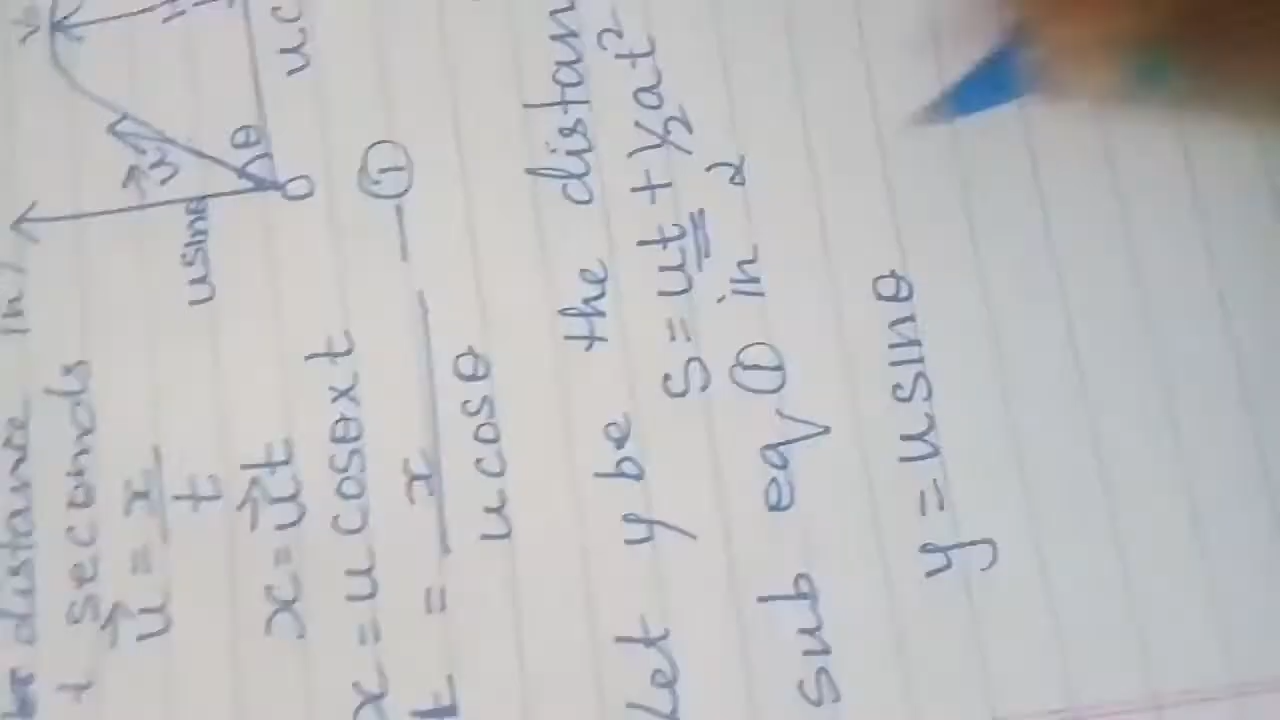 distance in
t seconds
u⃗ = x/t
x = u⃗t
x = u cosθ x t
t = x/u cosθ — ①
Let y be the distan
S = ut + ½at²
sub eq ① in 2
y = u sinθ
u sinθ
u
θ
O
u c